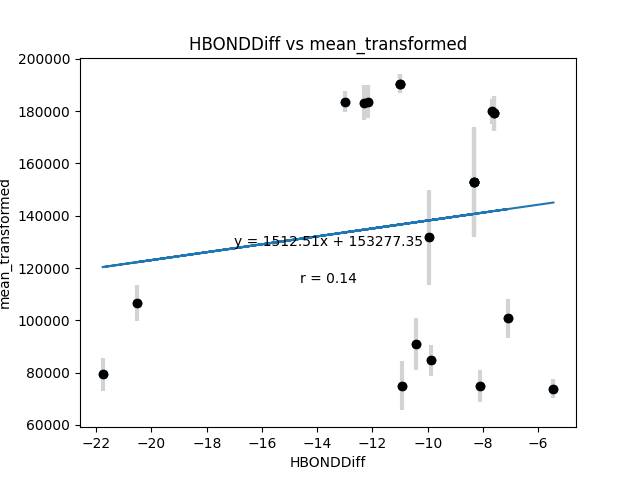 HBONDDiff vs mean_transformed
200000
180000
160000
140000
120000
100000
80000
60000
mean_transformed
y = 1512.51x + 153277.35
r = 0.14
−22 −20 −18 −16 −14 −12 −10 −8 −6
HBONDDiff